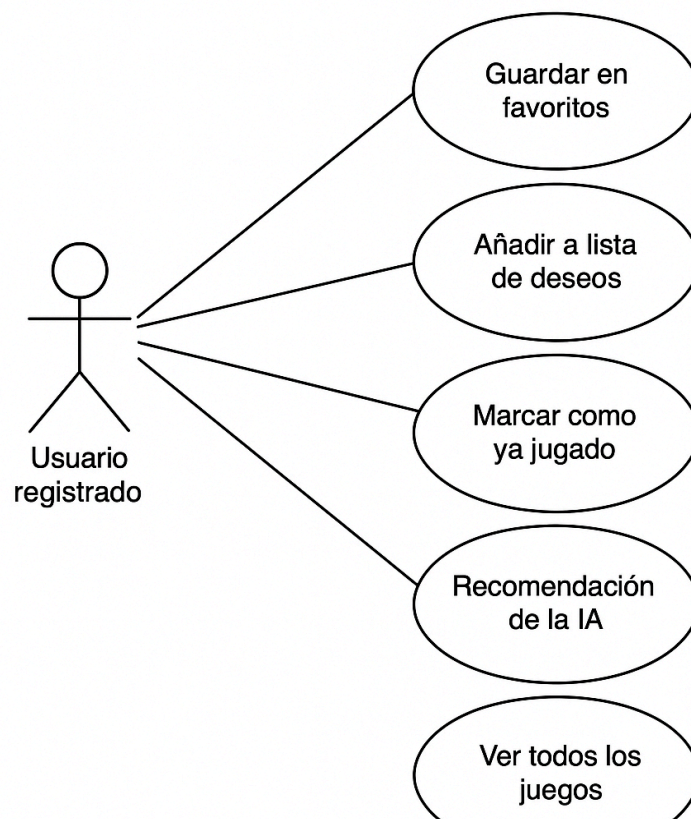 Guardar en
favoritos
Añadir a lista
de deseos
Marcar como
ya jugado
Usuario
registrado
Recomendación
de la IA
Ver todos los
juegos